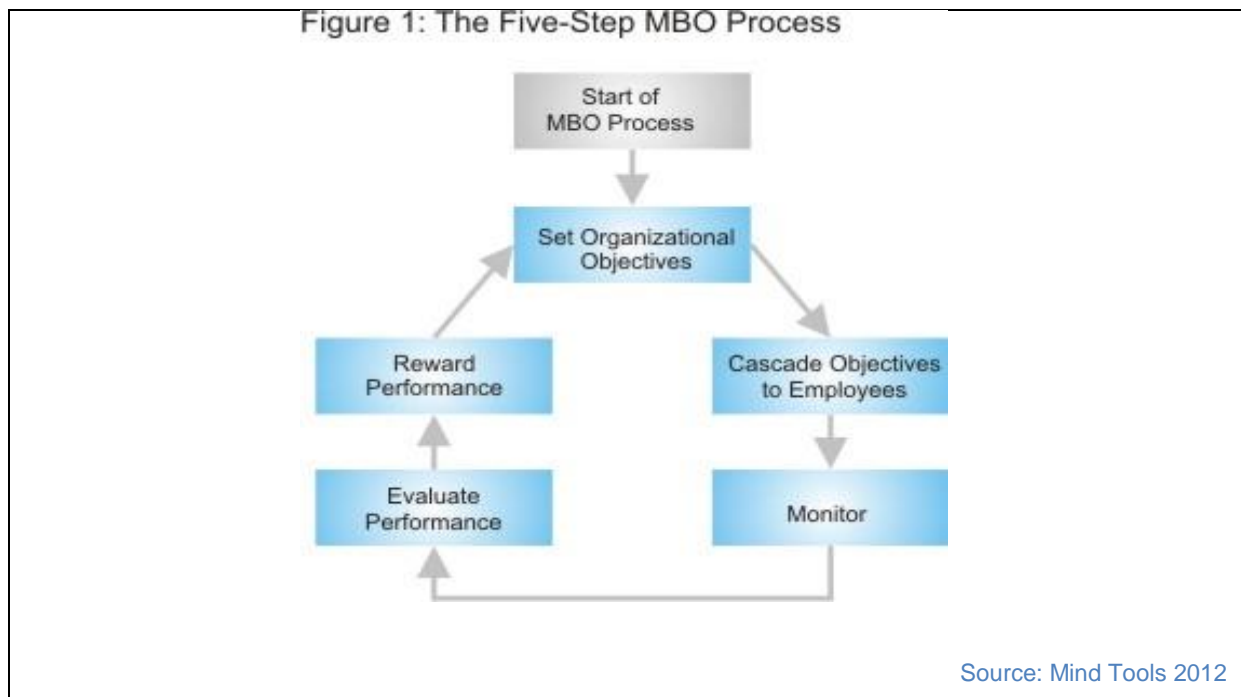 Figure 1: The Five-Step MBO Process
Start of
MBO Process
Set Organizational
Objectives
Cascade Objectives
to Employees
Monitor
Evaluate
Performance
Reward
Performance
Source: Mind Tools 2012